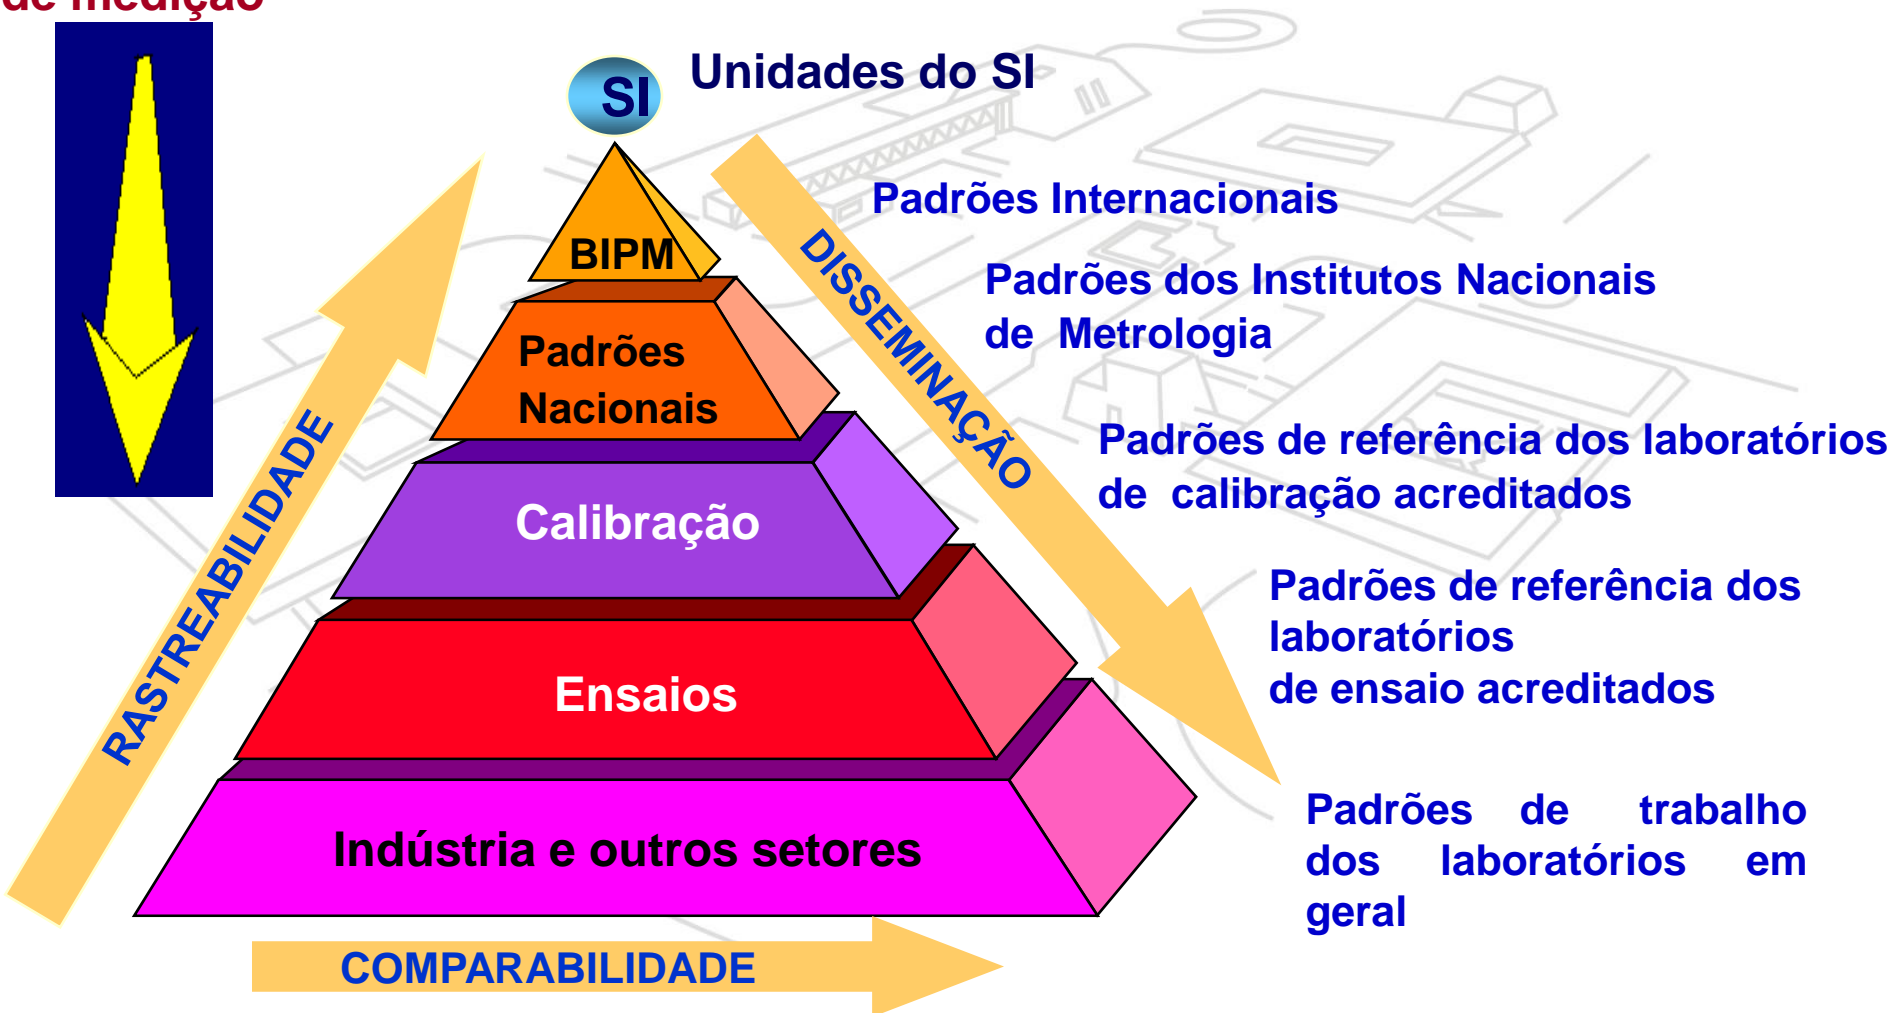 de medição
SI
Unidades do SI
Padrões Internacionais
BIPM
DISSEMINAÇÃO
Padrões dos Institutos Nacionais
de Metrologia
Padrões
Nacionais
RASTREABILIDADE
Padrões de referência dos laboratórios
de calibração acreditados
Calibração
Padrões de referência dos
laboratórios
de ensaio acreditados
Ensaios
Padrões de trabalho
dos laboratórios em
geral
Indústria e outros setores
COMPARABILIDADE